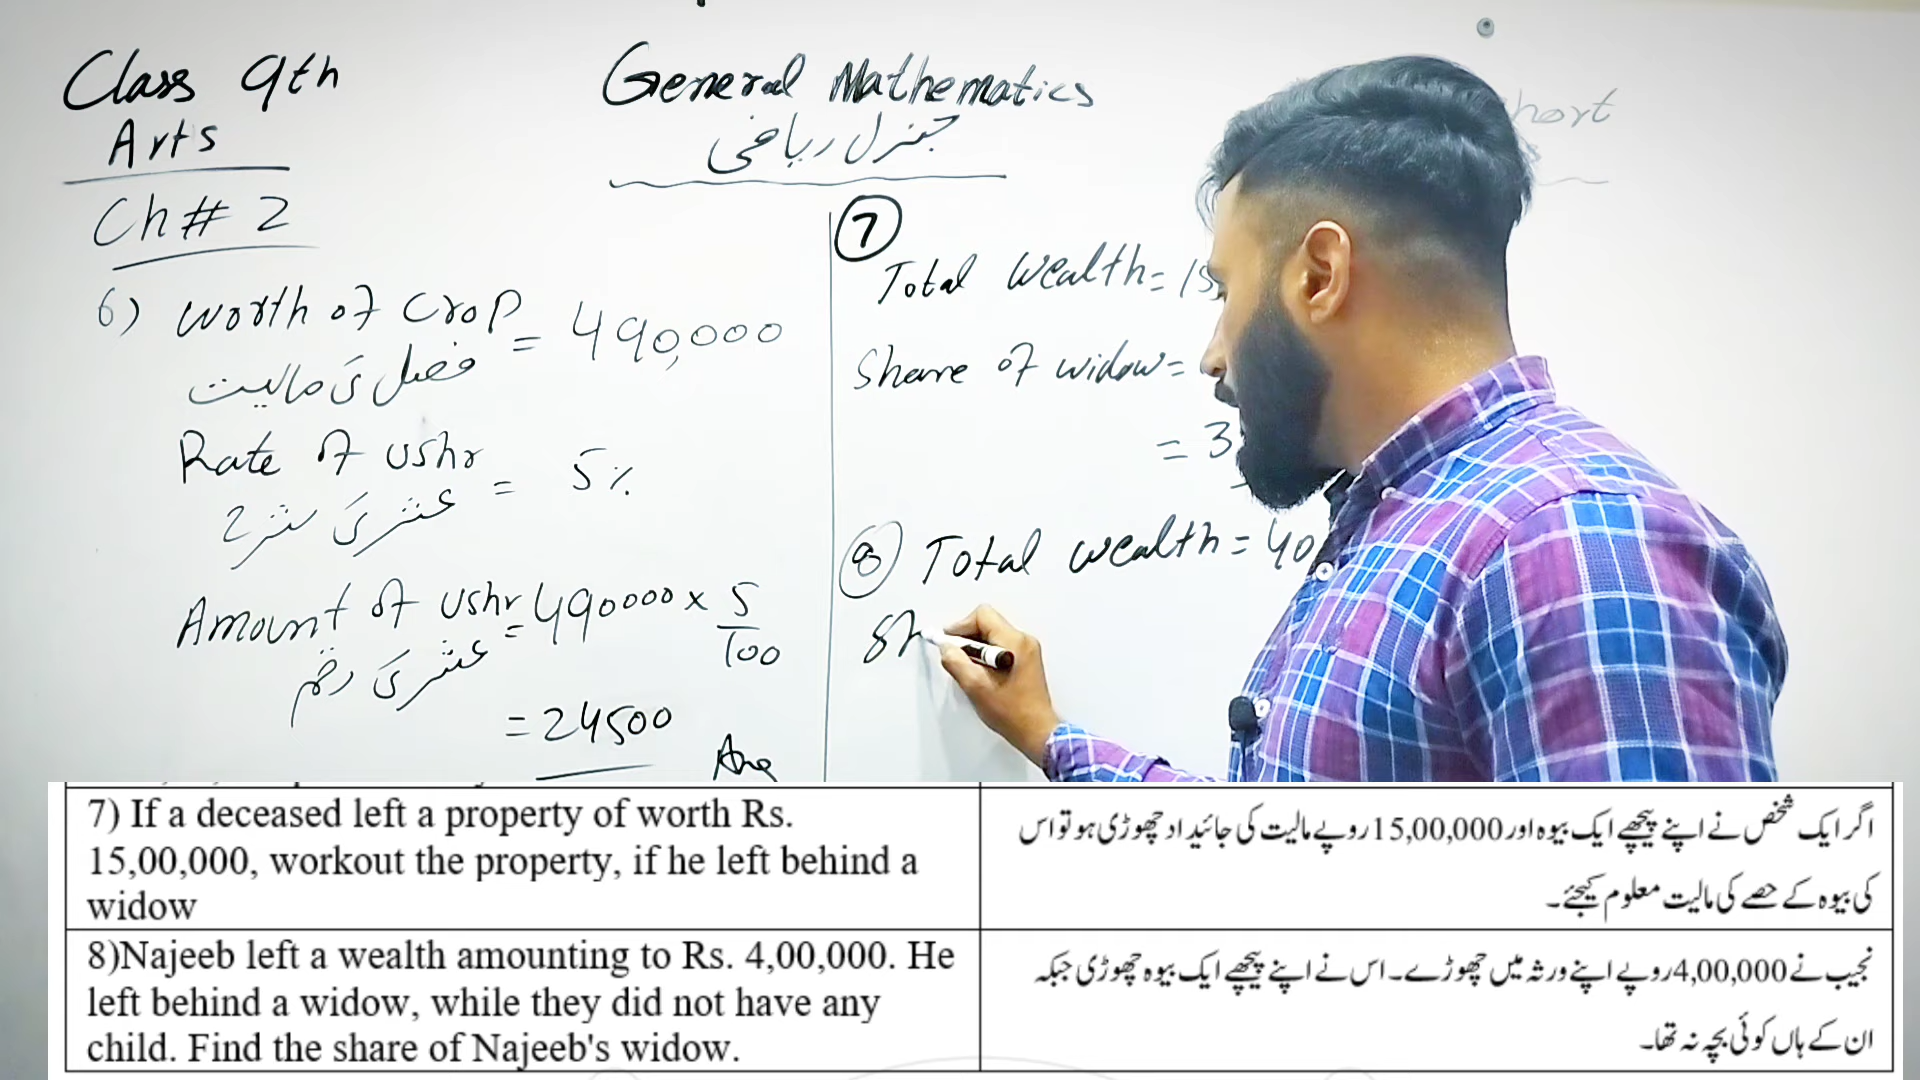 Class 9th
Arts
Ch# 2
General Mathematics
جنرل ریاضی
hort
6) Worth of Crop = 490,000
فصل کی مالیت
Rate of ushr = 5%
عشر کی شرح
Amount of ushr = 490000 x 5/100
عشر کی رقم
= 24500
Ans
7
Total Wealth = 15,
Share of widow =
= 3
8 Total wealth = 40
Sh
7) If a deceased left a property of worth Rs.
15,00,000, workout the property, if he left behind a
widow
اگر ایک شخص نے اپنے پیچھے ایک بیوہ اور 15,00,000 روپے مالیت کی جائیداد چھوڑی ہو تو اس
کی بیوہ کے حصے کی مالیت معلوم کیجئے۔
8)Najeeb left a wealth amounting to Rs. 4,00,000. He
left behind a widow, while they did not have any
child. Find the share of Najeeb's widow.
نجیب نے 4,00,000 روپے اپنے ورثہ میں چھوڑے۔ اس نے اپنے پیچھے ایک بیوہ چھوڑی جبکہ
ان کے ہاں کوئی بچہ نہ تھا۔